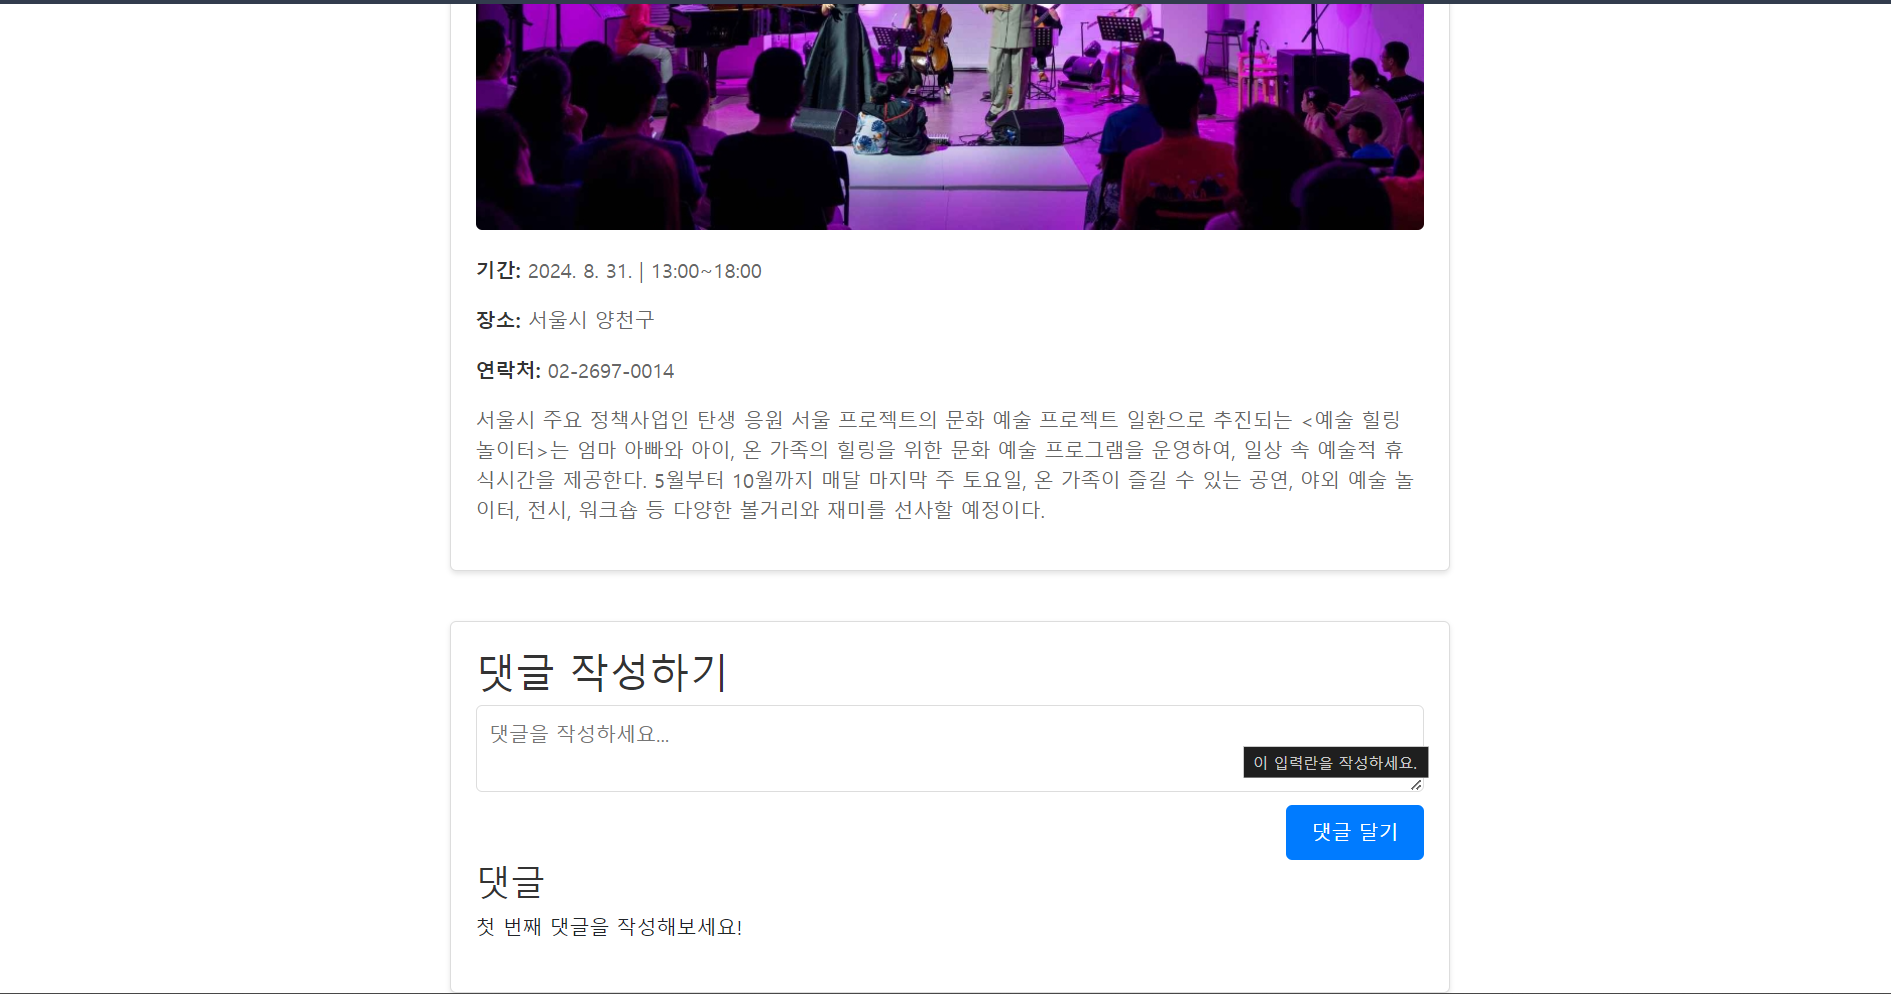 기간: 2024. 8. 31. | 13:00~18:00
장소: 서울시 양천구
연락처: 02-2697-0014
서울시 주요 정책사업인 탄생 응원 서울 프로젝트의 문화 예술 프로젝트 일환으로 추진되는 <예술 힐링
놀이터>는 엄마 아빠와 아이, 온 가족의 힐링을 위한 문화 예술 프로그램을 운영하여, 일상 속 예술적 휴
식시간을 제공한다. 5월부터 10월까지 매달 마지막 주 토요일, 온 가족이 즐길 수 있는 공연, 야외 예술 놀
이터, 전시, 워크숍 등 다양한 볼거리와 재미를 선사할 예정이다.
댓글 작성하기
댓글을 작성하세요...
이 입력란을 작성하세요.
댓글 달기
댓글
첫 번째 댓글을 작성해보세요!